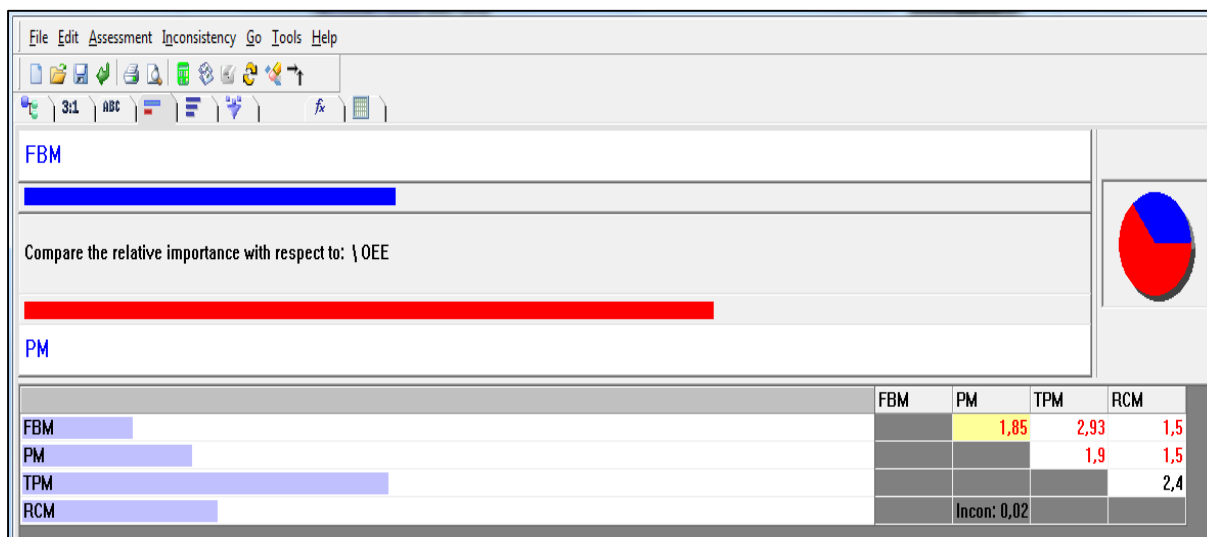 File Edit Assessment Inconsistency Go Tools Help
3:1 ABC fx
FBM
Compare the relative importance with respect to: \ OEE
PM
FBM PM TPM RCM
FBM 1,85 2,93 1,5
PM 1,9 1,5
TPM 2,4
RCM Incon: 0,02